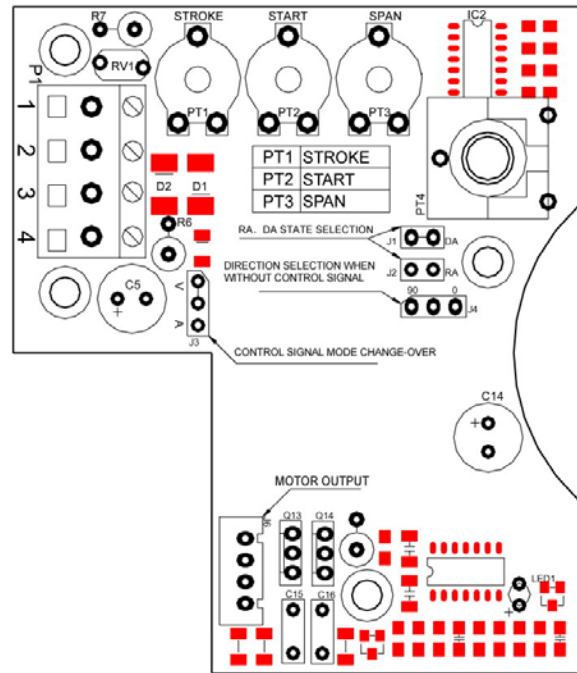 R7
STROKE
START
SPAN
IC2
RV1
P1
PT1
PT2
PT3
1
2
3
4
PT1 STROKE
PT2 START
PT3 SPAN
D2
D1
PT4
R6
RA. DA STATE SELECTION
J1
DA
J2
RA
DIRECTION SELECTION WHEN
WITHOUT CONTROL SIGNAL
90
0
J4
C5
+
V
A
J3
CONTROL SIGNAL MODE CHANGE-OVER
C14
+
MOTOR OUTPUT
Q13
Q14
C15
C16
LED1
+